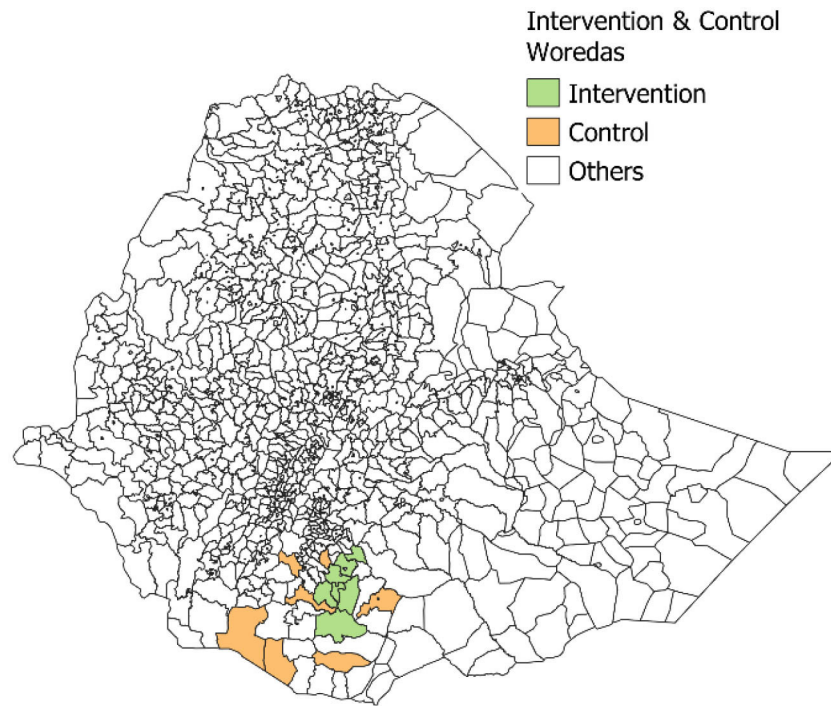 Intervention & Control
Woredas
Intervention
Control
Others